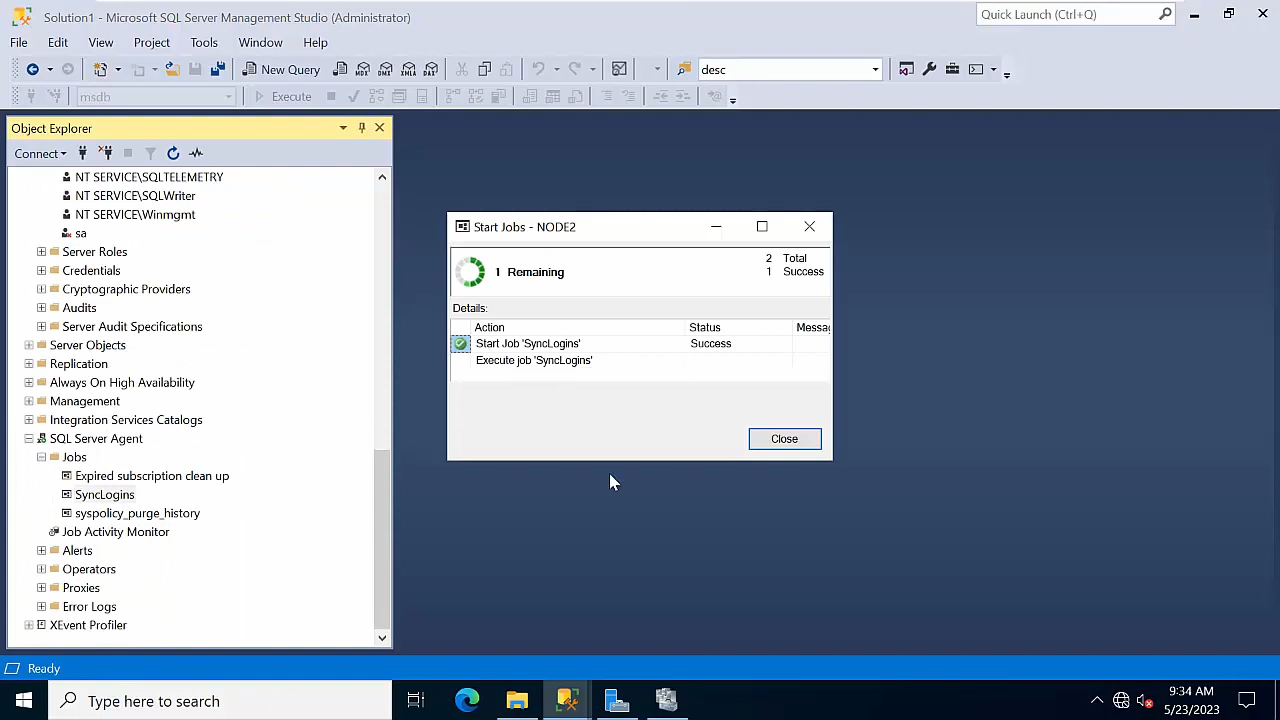 Solution1 - Microsoft SQL Server Management Studio (Administrator)
Quick Launch (Ctrl+Q)
File Edit View Project Tools Window Help
New Query
MDX DMX XMLA DAX
desc
msdb
Execute
Object Explorer
Connect
NT SERVICE\SQLTELEMETRY
NT SERVICE\SQLWriter
NT SERVICE\Winmgmt
sa
Server Roles
Credentials
Cryptographic Providers
Audits
Server Audit Specifications
Server Objects
Replication
Always On High Availability
Management
Integration Services Catalogs
SQL Server Agent
Jobs
Expired subscription clean up
SyncLogins
syspolicy_purge_history
Job Activity Monitor
Alerts
Operators
Proxies
Error Logs
XEvent Profiler
Start Jobs - NODE2
1 Remaining
2 Total
1 Success
Details:
Action Status Messa
Start Job 'SyncLogins' Success
Execute job 'SyncLogins'
Close
Ready
Type here to search
9:34 AM
5/23/2023